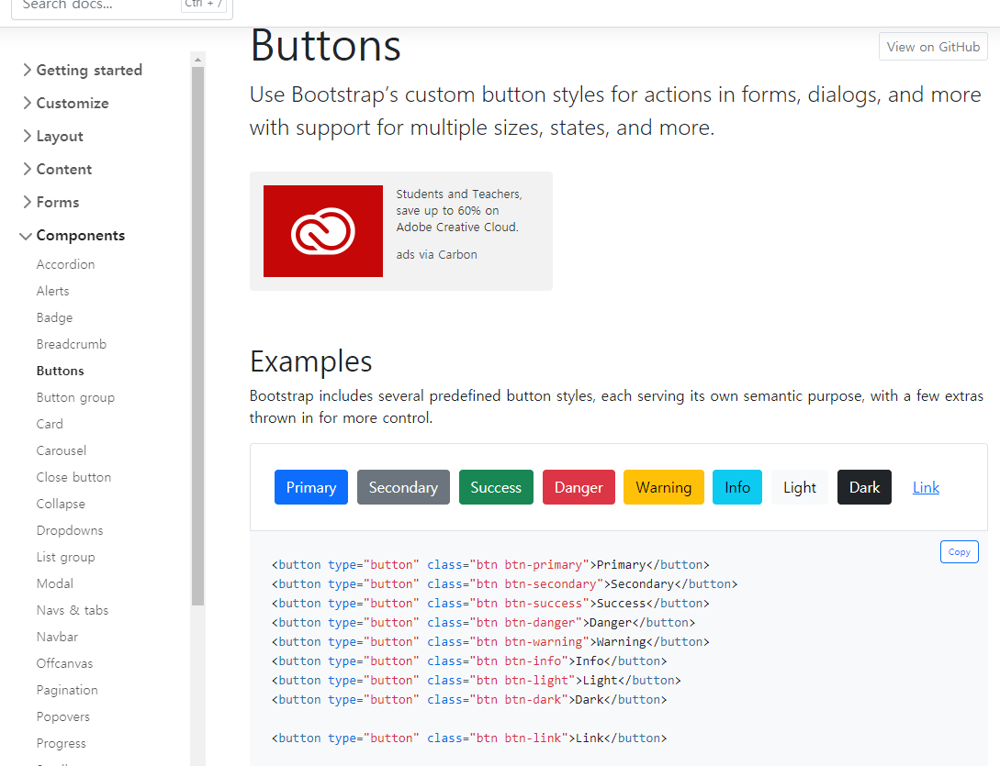 Search docs...
Ctrl + /
Getting started
Customize
Layout
Content
Forms
Components
Accordion
Alerts
Badge
Breadcrumb
Buttons
Button group
Card
Carousel
Close button
Collapse
Dropdowns
List group
Modal
Navs & tabs
Navbar
Offcanvas
Pagination
Popovers
Progress
Buttons
View on GitHub
Use Bootstrap’s custom button styles for actions in forms, dialogs, and more
with support for multiple sizes, states, and more.
Students and Teachers,
save up to 60% on
Adobe Creative Cloud.
ads via Carbon
Examples
Bootstrap includes several predefined button styles, each serving its own semantic purpose, with a few extras
thrown in for more control.
Primary Secondary Success Danger Warning Info Light Dark Link
Copy
<button type="button" class="btn btn-primary">Primary</button>
<button type="button" class="btn btn-secondary">Secondary</button>
<button type="button" class="btn btn-success">Success</button>
<button type="button" class="btn btn-danger">Danger</button>
<button type="button" class="btn btn-warning">Warning</button>
<button type="button" class="btn btn-info">Info</button>
<button type="button" class="btn btn-light">Light</button>
<button type="button" class="btn btn-dark">Dark</button>
<button type="button" class="btn btn-link">Link</button>